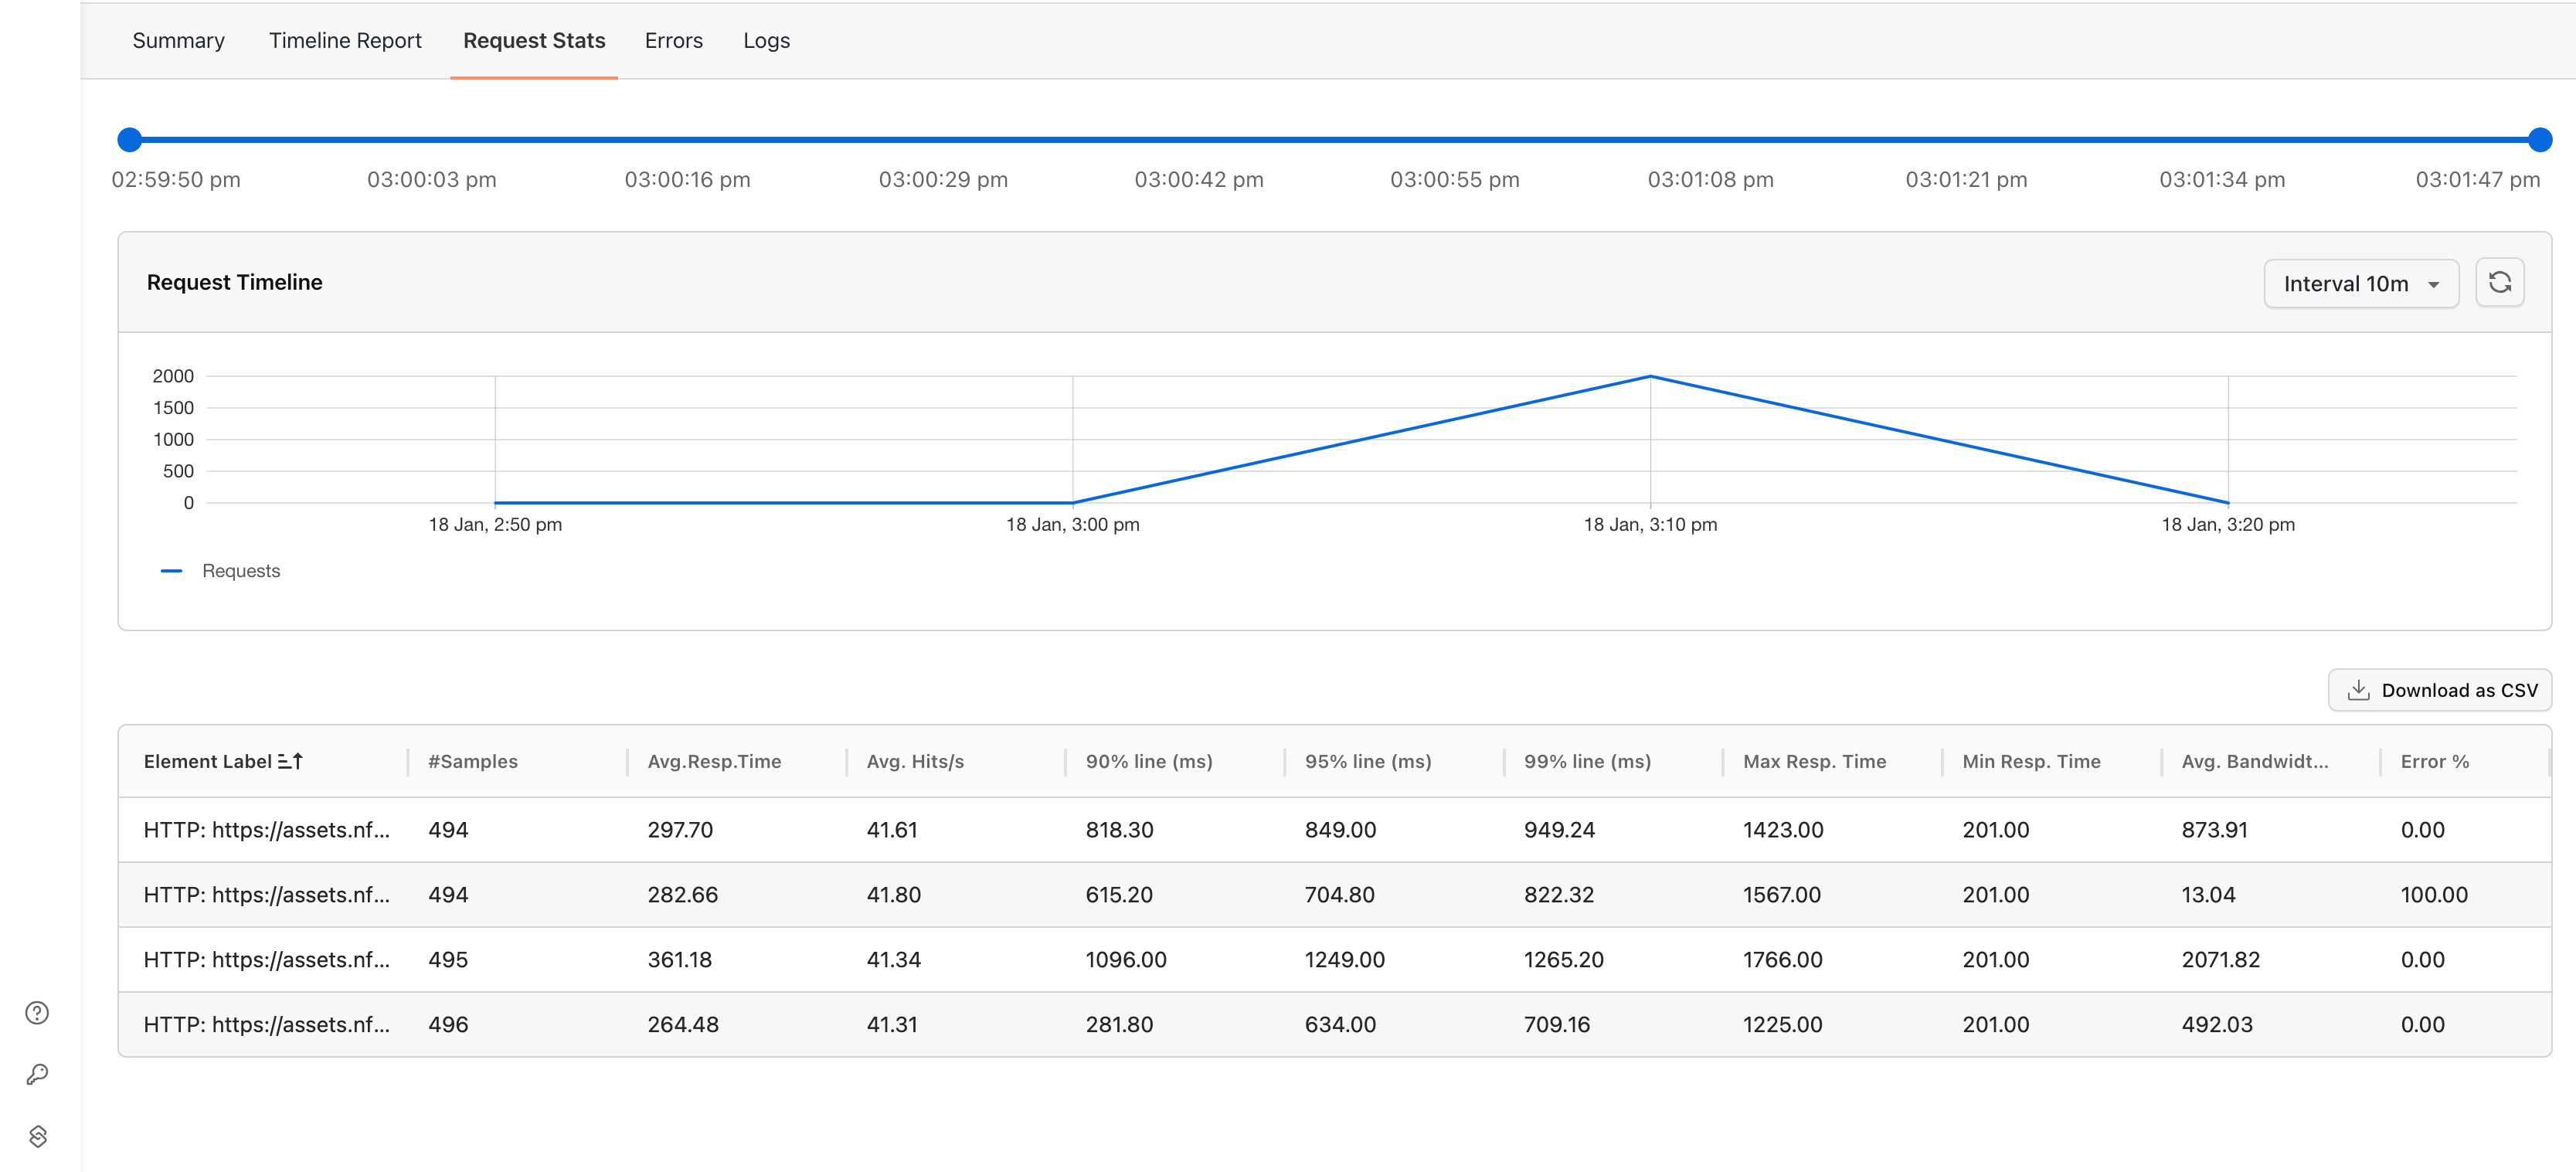 Summary Timeline Report Request Stats Errors Logs
02:59:50 pm 03:00:03 pm 03:00:16 pm 03:00:29 pm 03:00:42 pm 03:00:55 pm 03:01:08 pm 03:01:21 pm 03:01:34 pm 03:01:47 pm
Request Timeline Interval 10m
2000
1500
1000
500
0
18 Jan, 2:50 pm 18 Jan, 3:00 pm 18 Jan, 3:10 pm 18 Jan, 3:20 pm
Requests
Download as CSV
Element Label #Samples Avg.Resp.Time Avg. Hits/s 90% line (ms) 95% line (ms) 99% line (ms) Max Resp. Time Min Resp. Time Avg. Bandwidt... Error %
HTTP: https://assets.nf... 494 297.70 41.61 818.30 849.00 949.24 1423.00 201.00 873.91 0.00
HTTP: https://assets.nf... 494 282.66 41.80 615.20 704.80 822.32 1567.00 201.00 13.04 100.00
HTTP: https://assets.nf... 495 361.18 41.34 1096.00 1249.00 1265.20 1766.00 201.00 2071.82 0.00
HTTP: https://assets.nf... 496 264.48 41.31 281.80 634.00 709.16 1225.00 201.00 492.03 0.00